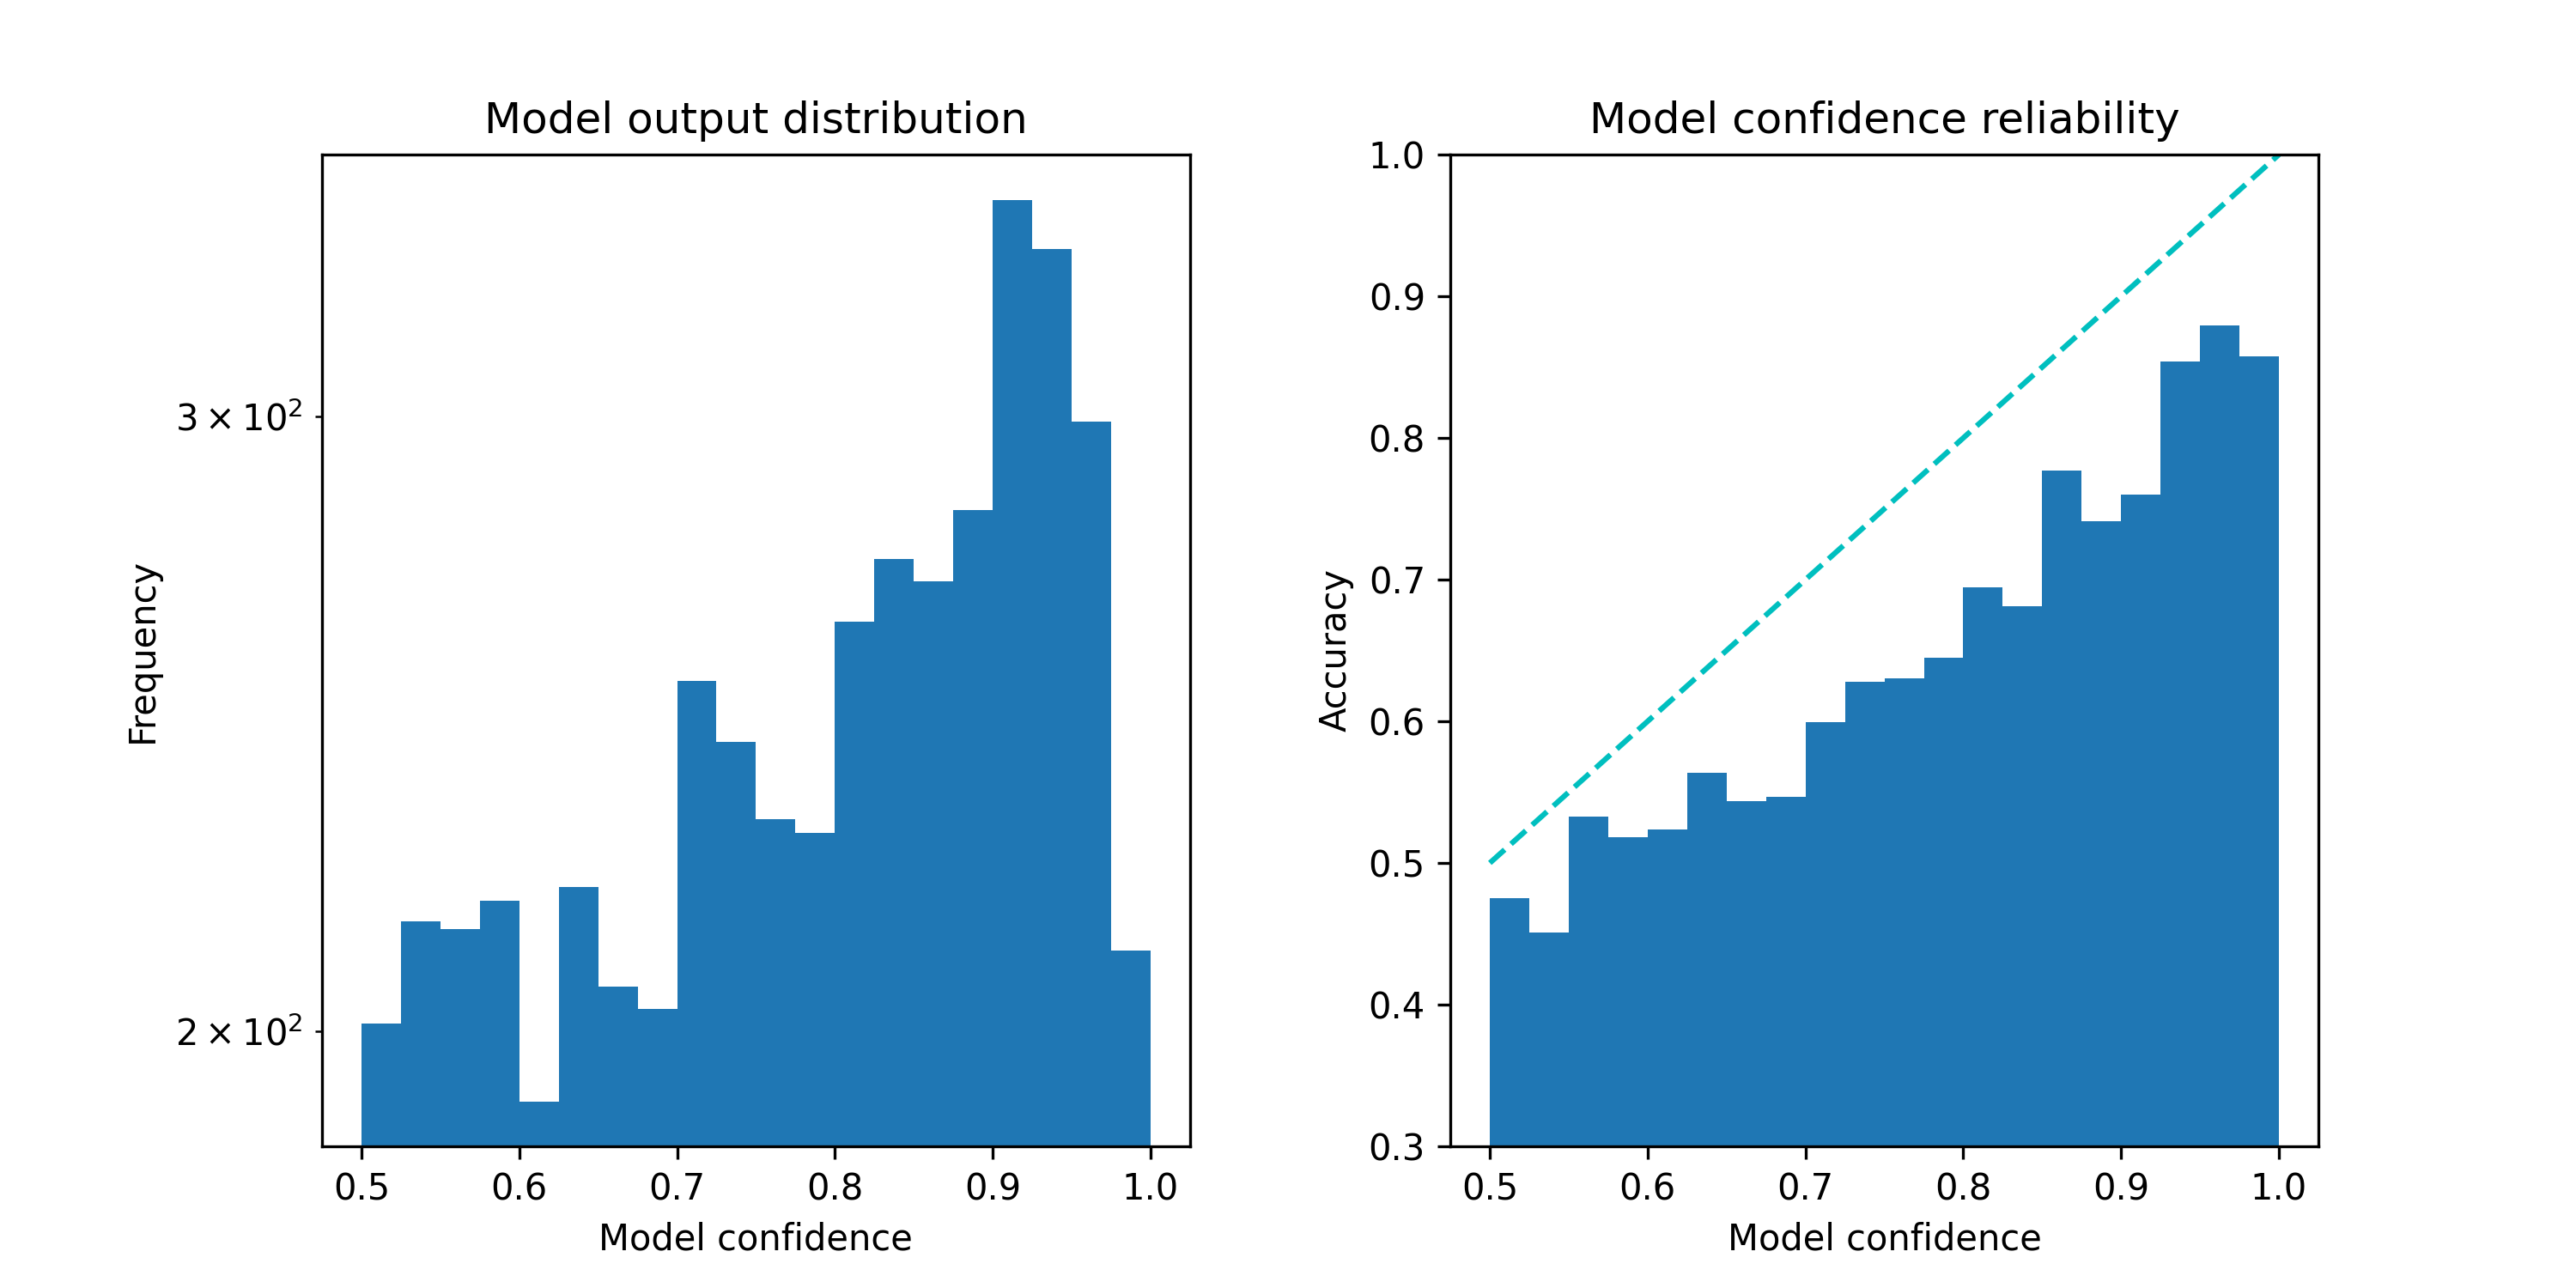 Model output distribution
Frequency
3 × 10²
2 × 10²
0.5 0.6 0.7 0.8 0.9 1.0
Model confidence
Model confidence reliability
Accuracy
1.0
0.9
0.8
0.7
0.6
0.5
0.4
0.3
0.5 0.6 0.7 0.8 0.9 1.0
Model confidence